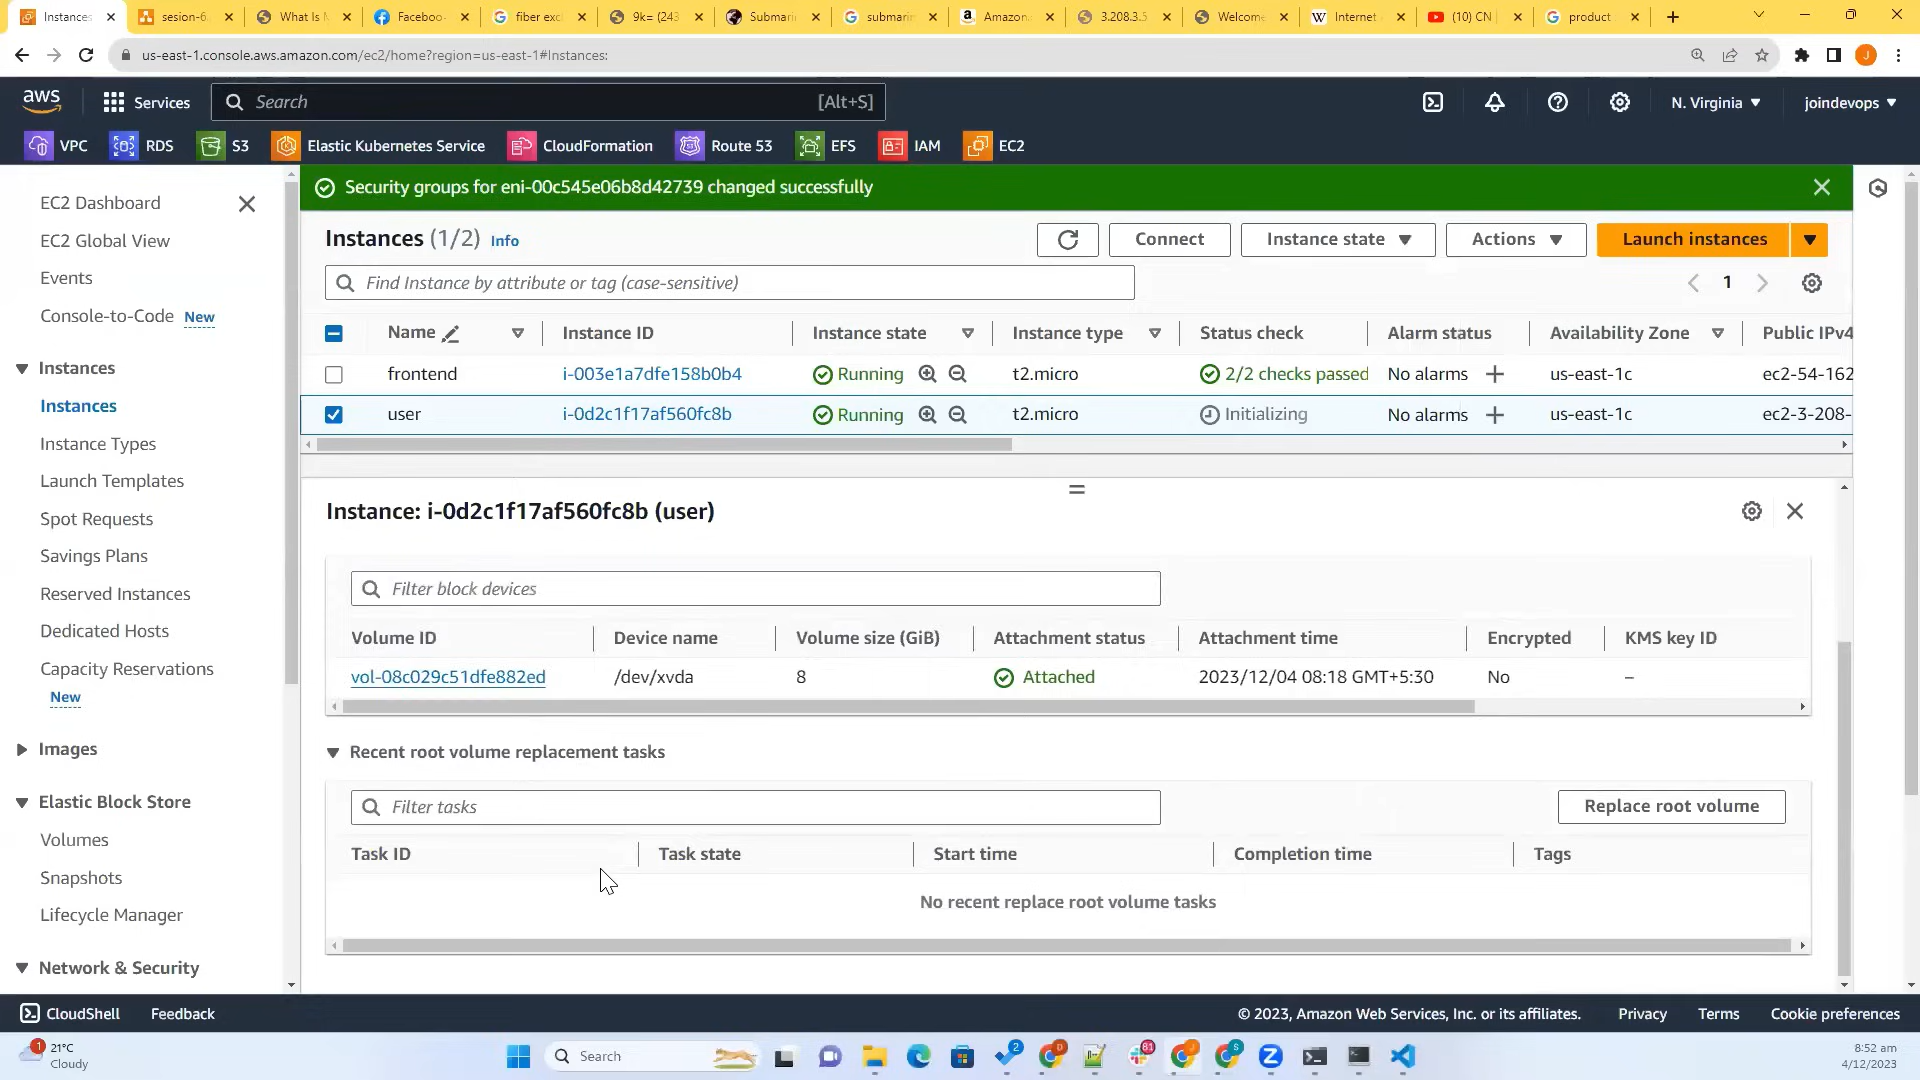 Instances
sesion-6
What Is M
Facebook
fiber exc
9k= (243
Submari
submarin
Amazon.
3.208.3.5
Welcome
Internet
(10) CN
product
us-east-1.console.aws.amazon.com/ec2/home?region=us-east-1#Instances:
aws
Services
Search
[Alt+S]
N. Virginia
joindevops
VPC
RDS
S3
Elastic Kubernetes Service
CloudFormation
Route 53
EFS
IAM
EC2
EC2 Dashboard
EC2 Global View
Events
Console-to-Code New
Instances
Instances
Instance Types
Launch Templates
Spot Requests
Savings Plans
Reserved Instances
Dedicated Hosts
Capacity Reservations
New
Images
Elastic Block Store
Volumes
Snapshots
Lifecycle Manager
Network & Security
Security groups for eni-00c545e06b8d42739 changed successfully
Instances (1/2) Info
Connect
Instance state
Actions
Launch instances
Find Instance by attribute or tag (case-sensitive)
1
Name Instance ID Instance state Instance type Status check Alarm status Availability Zone Public IPv4
frontend i-003e1a7dfe158b0b4 Running t2.micro 2/2 checks passed No alarms + us-east-1c ec2-54-162
user i-0d2c1f17af560fc8b Running t2.micro Initializing No alarms + us-east-1c ec2-3-208-
Instance: i-0d2c1f17af560fc8b (user)
Filter block devices
Volume ID Device name Volume size (GiB) Attachment status Attachment time Encrypted KMS key ID
vol-08c029c51dfe882ed /dev/xvda 8 Attached 2023/12/04 08:18 GMT+5:30 No –
Recent root volume replacement tasks
Filter tasks
Replace root volume
Task ID Task state Start time Completion time Tags
No recent replace root volume tasks
CloudShell
Feedback
© 2023, Amazon Web Services, Inc. or its affiliates.
Privacy
Terms
Cookie preferences
1
21°C
Cloudy
Search
2
D
81
J
S
8:52 am
4/12/2023